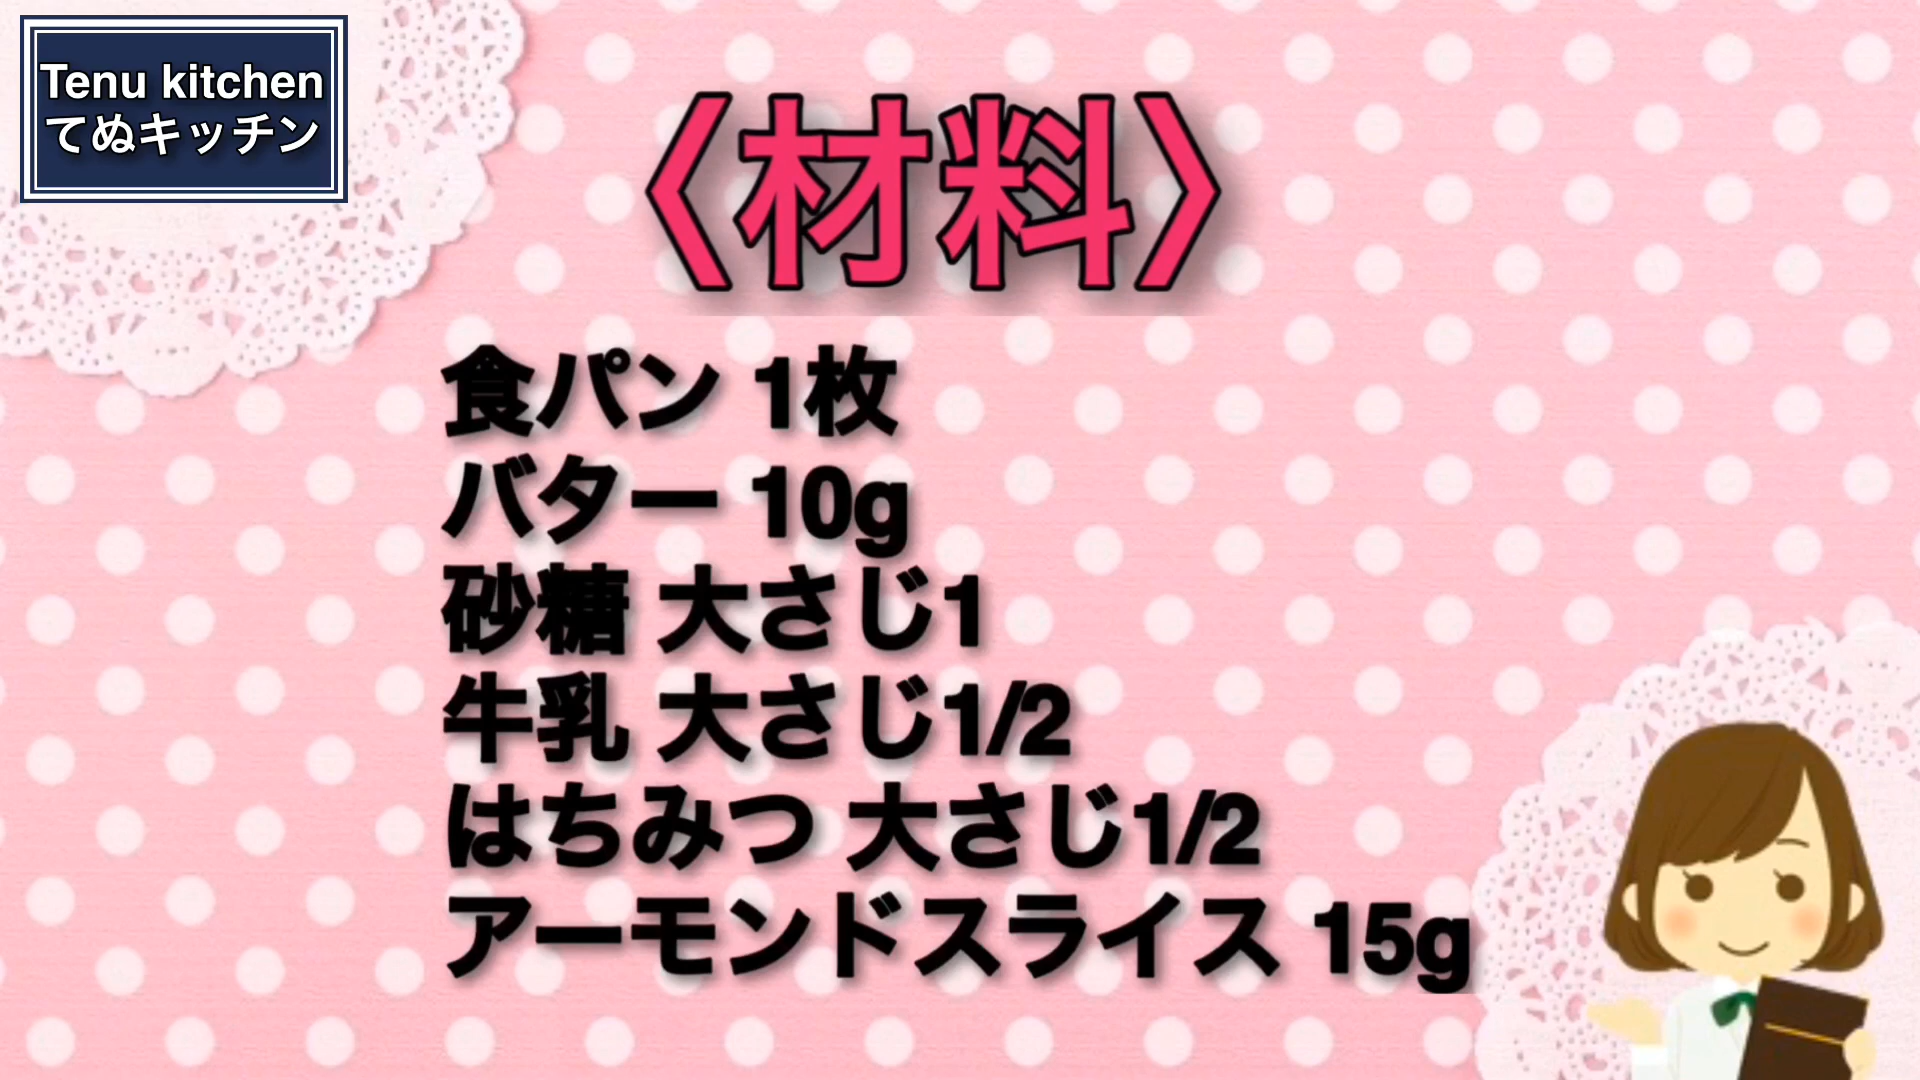 Tenu kitchen
てぬキッチン
〈材料〉
食パン 1枚
バター 10g
砂糖 大さじ1
牛乳 大さじ1/2
はちみつ 大さじ1/2
アーモンドスライス 15g